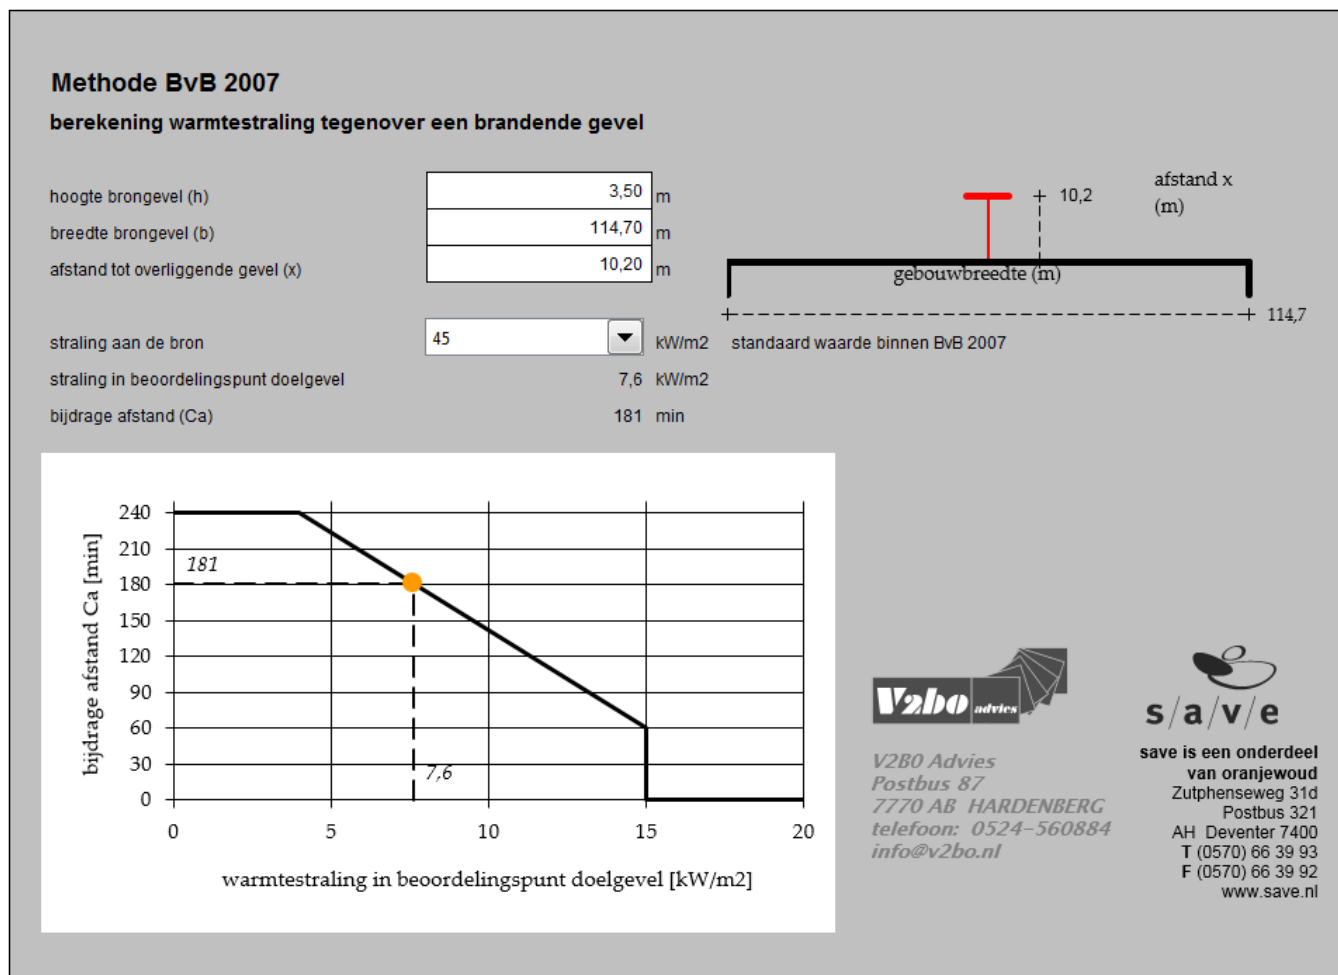 Methode BvB 2007
berekening warmtestraling tegenover een brandende gevel
hoogte brongevel (h) 3,50 m
breedte brongevel (b) 114,70 m
afstand tot overliggende gevel (x) 10,20 m
afstand x
(m)
10,2
gebouwbreedte (m)
114,7
straling aan de bron 45 kW/m2 standaard waarde binnen BvB 2007
straling in beoordelingspunt doelgevel 7,6 kW/m2
bijdrage afstand (Ca) 181 min
bijdrage afstand Ca [min]
240
210
180
150
120
90
60
30
0
181
7,6
0 5 10 15 20
warmtestraling in beoordelingspunt doelgevel [kW/m2]
V2bo advies
V2BO Advies
Postbus 87
7770 AB HARDENBERG
telefoon: 0524-560884
info@v2bo.nl
s/a/v/e
save is een onderdeel
van oranjewoud
Zutphenseweg 31d
Postbus 321
AH Deventer 7400
T (0570) 66 39 93
F (0570) 66 39 92
www.save.nl